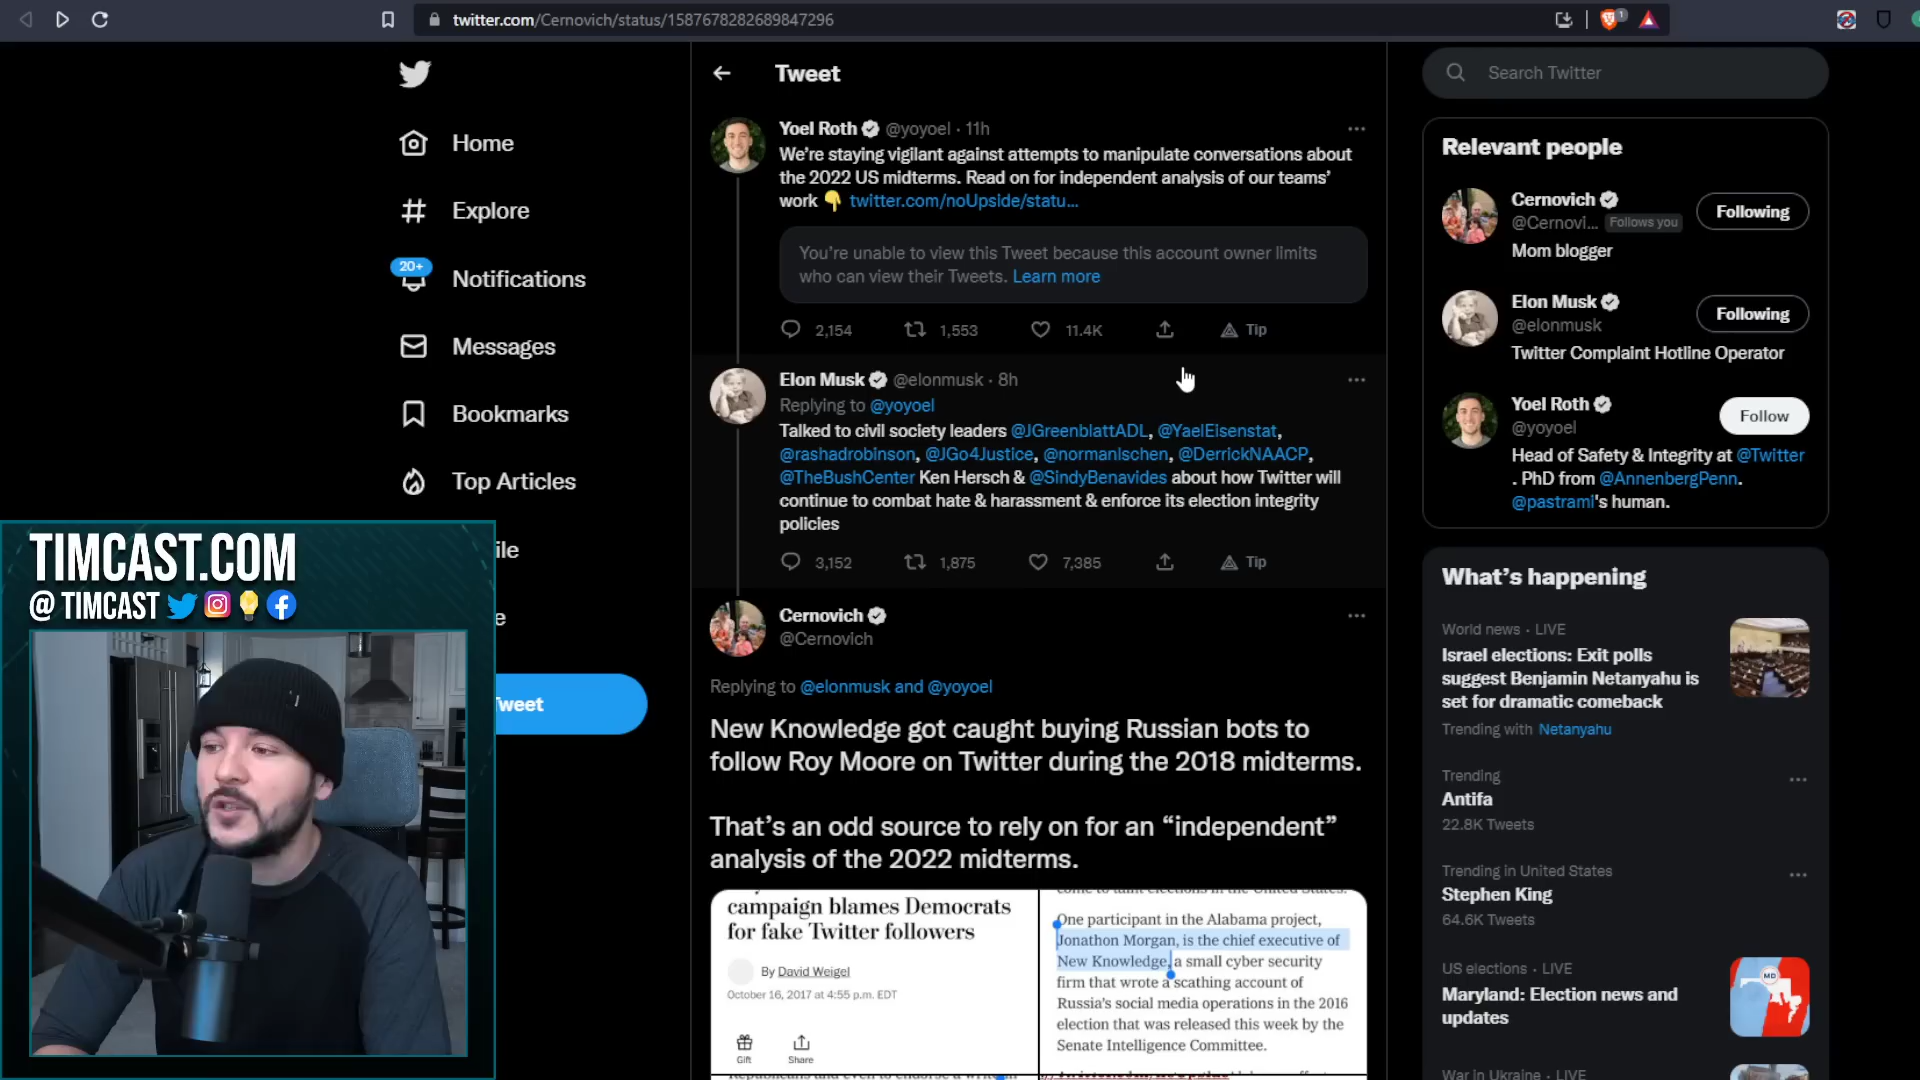 twitter.com/Cernovich/status/1587678282689847296
1
Home
Explore
20+
Notifications
Messages
Bookmarks
Top Articles
ile
e
weet
TIMCAST.COM
@ TIMCAST
Tweet
Yoel Roth @yoyoel · 11h
We're staying vigilant against attempts to manipulate conversations about
the 2022 US midterms. Read on for independent analysis of our teams'
work 👇 twitter.com/noUpside/statu…
You're unable to view this Tweet because this account owner limits
who can view their Tweets. Learn more
2,154 1,553 11.4K Tip
Elon Musk @elonmusk · 8h
Replying to @yoyoel
Talked to civil society leaders @JGreenblattADL, @YaelEisenstat,
@rashadrobinson, @JGo4Justice, @normanlschen, @DerrickNAACP,
@TheBushCenter Ken Hersch & @SindyBenavides about how Twitter will
continue to combat hate & harassment & enforce its election integrity
policies
3,152 1,875 7,385 Tip
Cernovich
@Cernovich
Replying to @elonmusk and @yoyoel
New Knowledge got caught buying Russian bots to
follow Roy Moore on Twitter during the 2018 midterms.
That's an odd source to rely on for an “independent”
analysis of the 2022 midterms.
campaign blames Democrats
for fake Twitter followers
By David Weigel
October 16, 2017 at 4:55 p.m. EDT
Gift Share
come to taint elections in the United States.
One participant in the Alabama project,
Jonathon Morgan, is the chief executive of
New Knowledge, a small cyber security
firm that wrote a scathing account of
Russia's social media operations in the 2016
election that was released this week by the
Senate Intelligence Committee.
Search Twitter
Relevant people
Cernovich
@Cernovi... Follows you
Following
Mom blogger
Elon Musk
@elonmusk
Following
Twitter Complaint Hotline Operator
Yoel Roth
@yoyoel
Follow
Head of Safety & Integrity at @Twitter
. PhD from @AnnenbergPenn.
@pastrami's human.
What's happening
World news · LIVE
Israel elections: Exit polls
suggest Benjamin Netanyahu is
set for dramatic comeback
Trending with Netanyahu
Trending
Antifa
22.8K Tweets
Trending in United States
Stephen King
64.6K Tweets
US elections · LIVE
Maryland: Election news and
updates
MD
War in Ukraine · LIVE